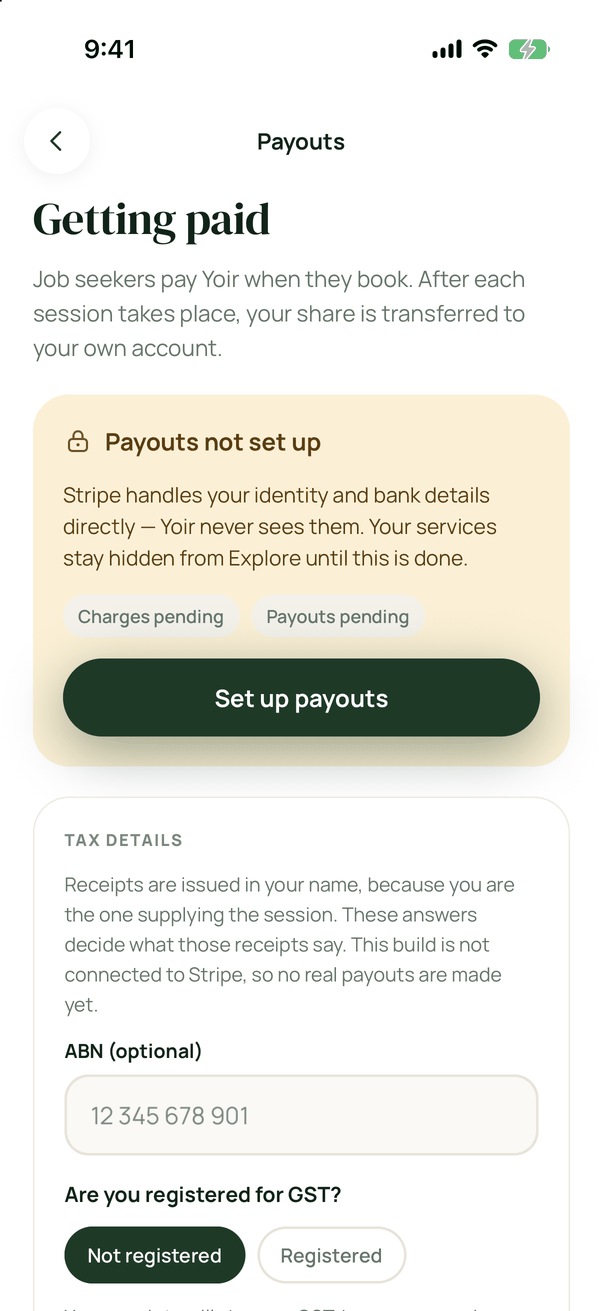 9:41
Payouts
Getting paid
Job seekers pay Yoir when they book. After each
session takes place, your share is transferred to
your own account.
Payouts not set up
Stripe handles your identity and bank details
directly — Yoir never sees them. Your services
stay hidden from Explore until this is done.
Charges pending
Payouts pending
Set up payouts
TAX DETAILS
Receipts are issued in your name, because you are
the one supplying the session. These answers
decide what those receipts say. This build is not
connected to Stripe, so no real payouts are made
yet.
ABN (optional)
12 345 678 901
Are you registered for GST?
Not registered
Registered